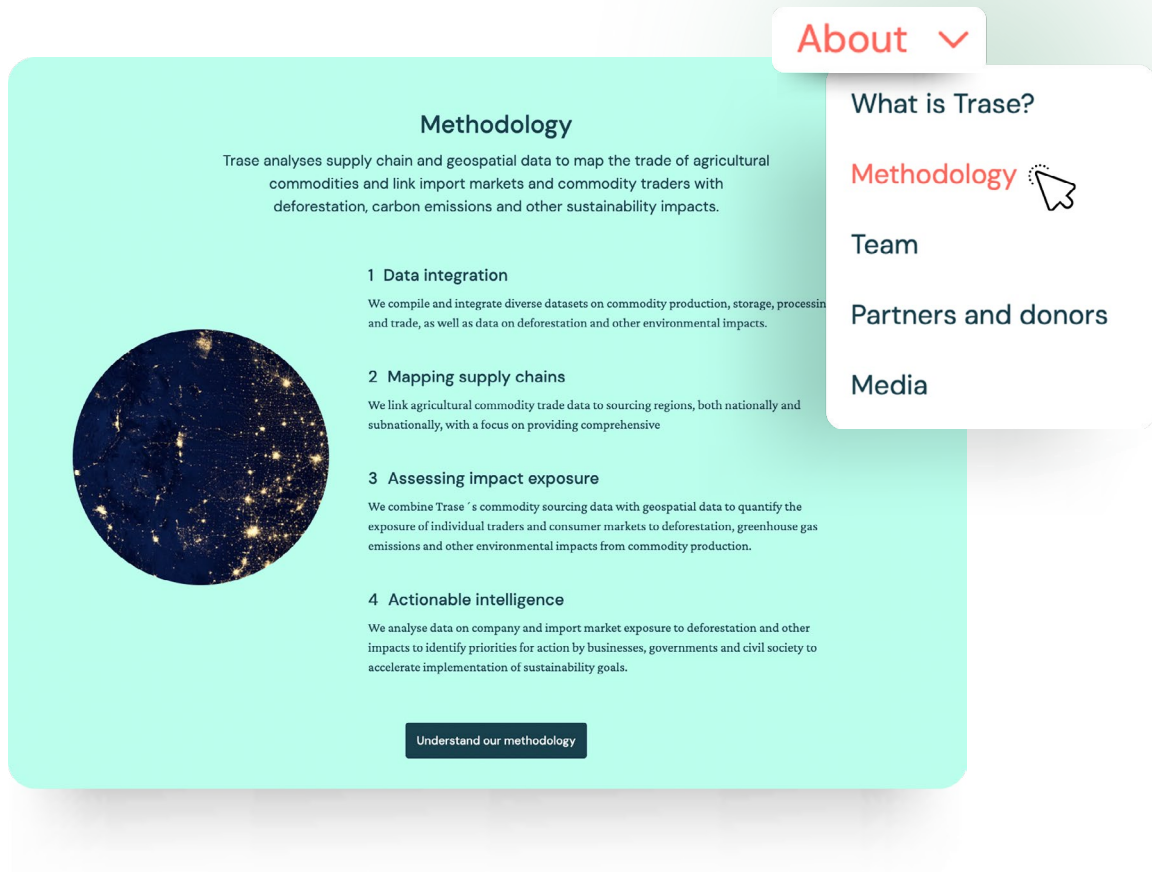 About
What is Trase?
Methodology
Team
Partners and donors
Media
Methodology
Trase analyses supply chain and geospatial data to map the trade of agricultural
commodities and link import markets and commodity traders with
deforestation, carbon emissions and other sustainability impacts.
1 Data integration
We compile and integrate diverse datasets on commodity production, storage, processin
and trade, as well as data on deforestation and other environmental impacts.
2 Mapping supply chains
We link agricultural commodity trade data to sourcing regions, both nationally and
subnationally, with a focus on providing comprehensive
3 Assessing impact exposure
We combine Trase ´s commodity sourcing data with geospatial data to quantify the
exposure of individual traders and consumer markets to deforestation, greenhouse gas
emissions and other environmental impacts from commodity production.
4 Actionable intelligence
We analyse data on company and import market exposure to deforestation and other
impacts to identify priorities for action by businesses, governments and civil society to
accelerate implementation of sustainability goals.
Understand our methodology